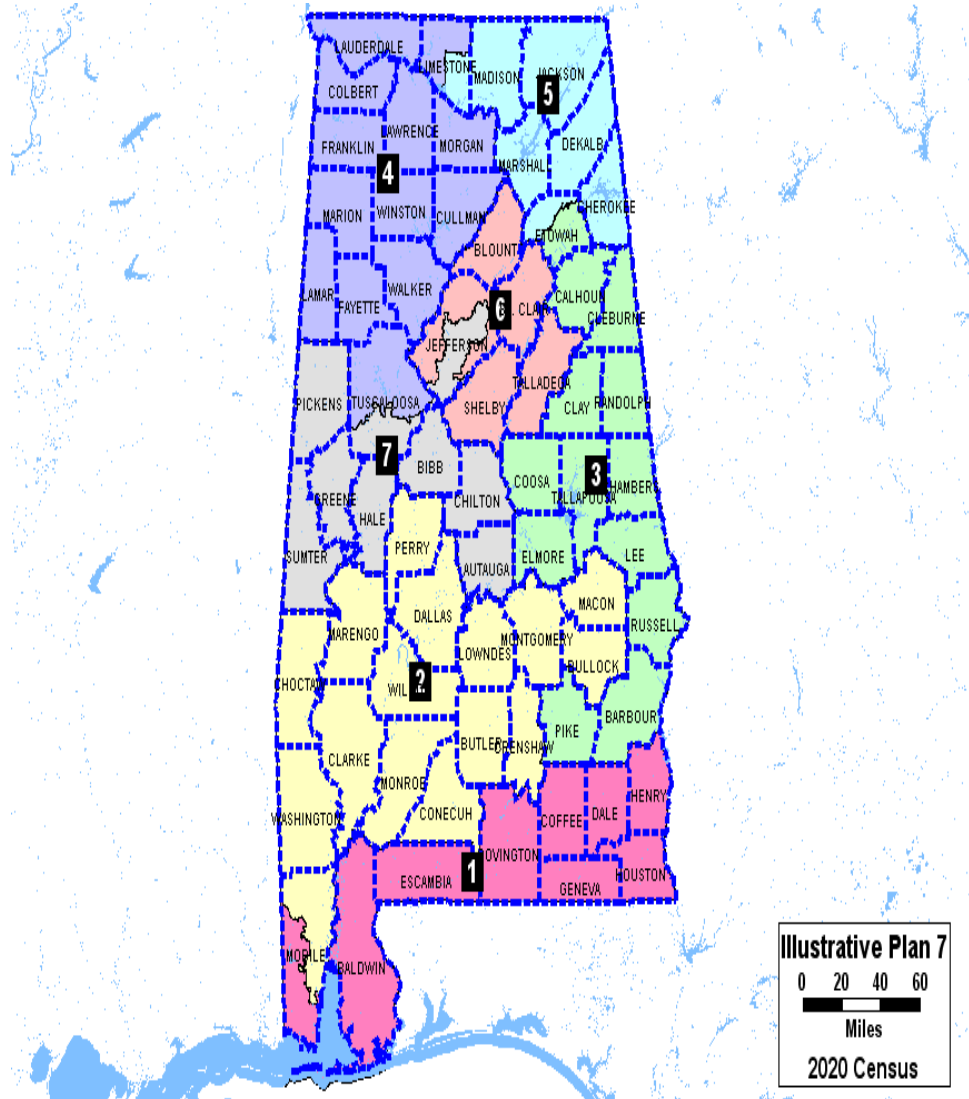 LAUDERDALE
IMESTONE
MADISON
JACKSON
COLBERT
5
LAWRENCE
FRANKLIN
MORGAN
DEKALB
4
MARSHAL
MARION
WINSTON
CULLMAN
CHEROKEE
ETOWAH
BLOUNT
LAMAR
FAYETTE
WALKER
CALHOUN
6
CLAIR
CLEBURNE
JEFFERSON
TALLADEGA
PICKENS
TUSCALOOSA
SHELBY
CLAY
RANDOLPH
7
BIBB
3
COOSA
TALLAPOOSA
CHAMBERS
GREENE
HALE
CHILTON
PERRY
SUMTER
AUTAUGA
ELMORE
LEE
MACON
DALLAS
MARENGO
LOWNDES
MONTGOMERY
RUSSELL
BULLOCK
CHOCTAW
WIL
2
BARBOUR
PIKE
BUTLER
CRENSHAW
CLARKE
MONROE
CONECUH
WASHINGTON
HENRY
COFFEE
DALE
COVINGTON
1
ESCAMBIA
GENEVA
HOUSTON
MOBILE
BALDWIN
Illustrative Plan 7
0 20 40 60
Miles
2020 Census